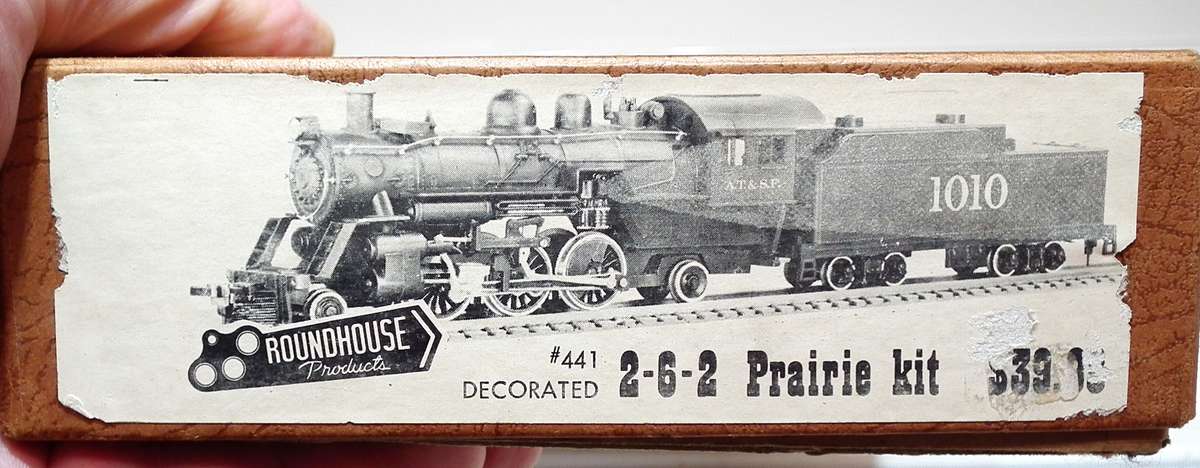 A.T.& S.F.
1010
ROUNDHOUSE
Products
#441
DECORATED
2-6-2 Prairie kit